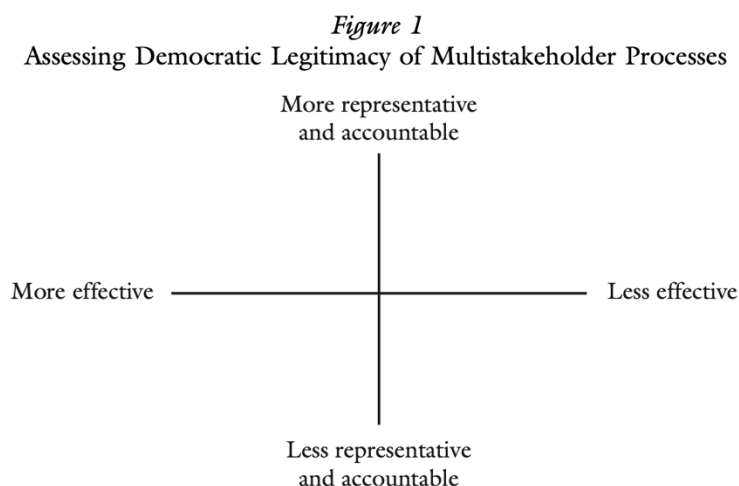 Figure 1
Assessing Democratic Legitimacy of Multistakeholder Processes
More representative
and accountable
More effective
Less effective
Less representative
and accountable